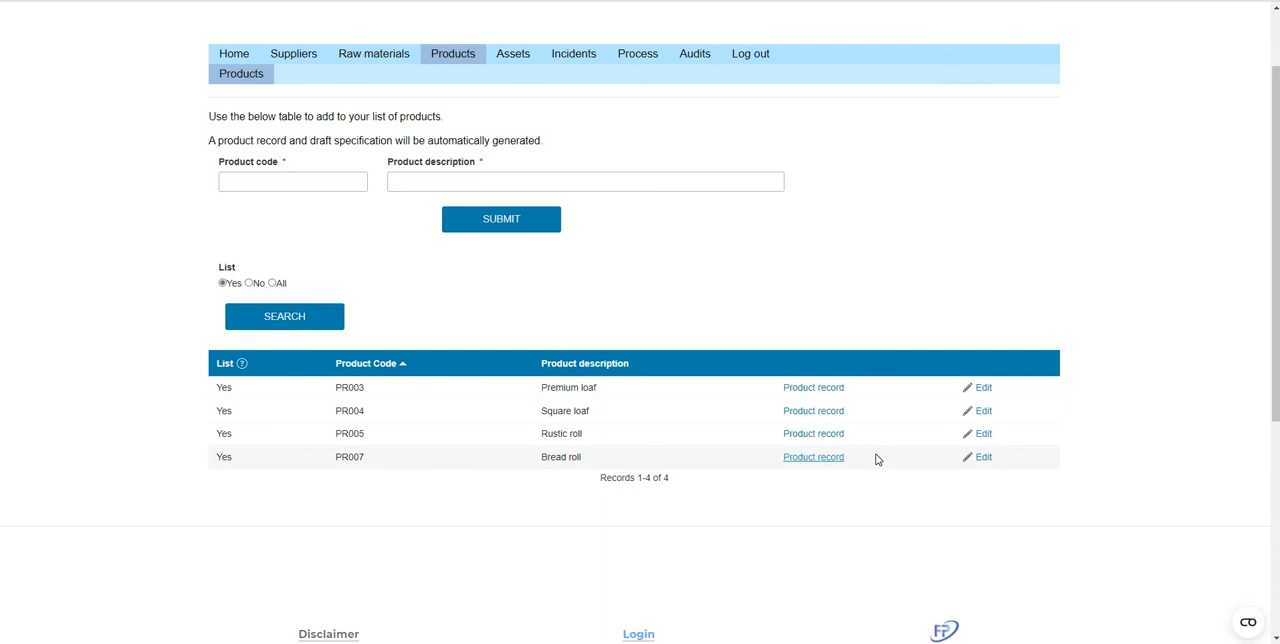 Home Suppliers Raw materials Products Assets Incidents Process Audits Log out
Products
Use the below table to add to your list of products.
A product record and draft specification will be automatically generated.
Product code * Product description *
SUBMIT
List
Yes No All
SEARCH
List ? Product Code Product description
Yes PR003 Premium loaf Product record Edit
Yes PR004 Square loaf Product record Edit
Yes PR005 Rustic roll Product record Edit
Yes PR007 Bread roll Product record Edit
Records 1-4 of 4
Disclaimer Login FP